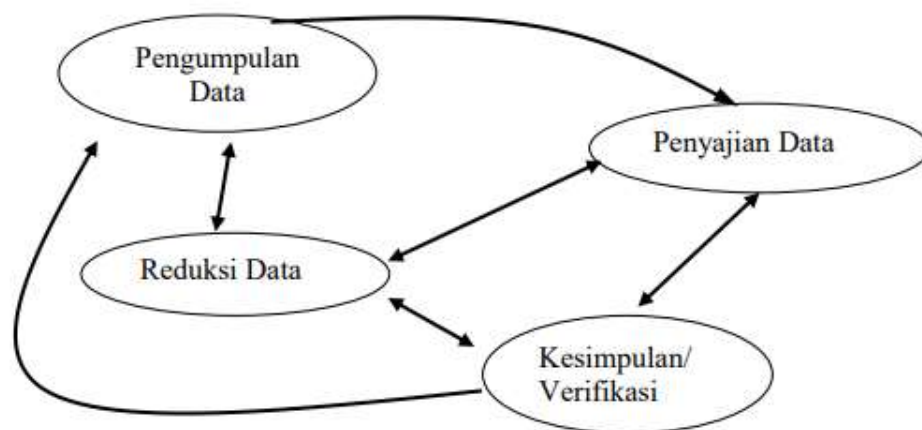 Pengumpulan
Data
Penyajian Data
Reduksi Data
Kesimpulan/
Verifikasi